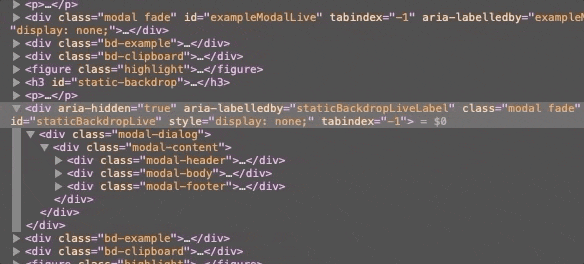 <p>…</p>
<div class="modal fade" id="exampleModalLive" tabindex="-1" aria-labelledby="exampleM
"display: none;">…</div>
<div class="bd-example">…</div>
<div class="bd-clipboard">…</div>
<figure class="highlight">…</figure>
<h3 id="static-backdrop">…</h3>
<p>…</p>
<div aria-hidden="true" aria-labelledby="staticBackdropLiveLabel" class="modal fade"
id="staticBackdropLive" style="display: none;" tabindex="-1"> = $0
<div class="modal-dialog">
<div class="modal-content">
<div class="modal-header">…</div>
<div class="modal-body">…</div>
<div class="modal-footer">…</div>
</div>
</div>
</div>
<div class="bd-example">…</div>
<div class="bd-clipboard">…</div>
<figure class="highlight">…</figure>